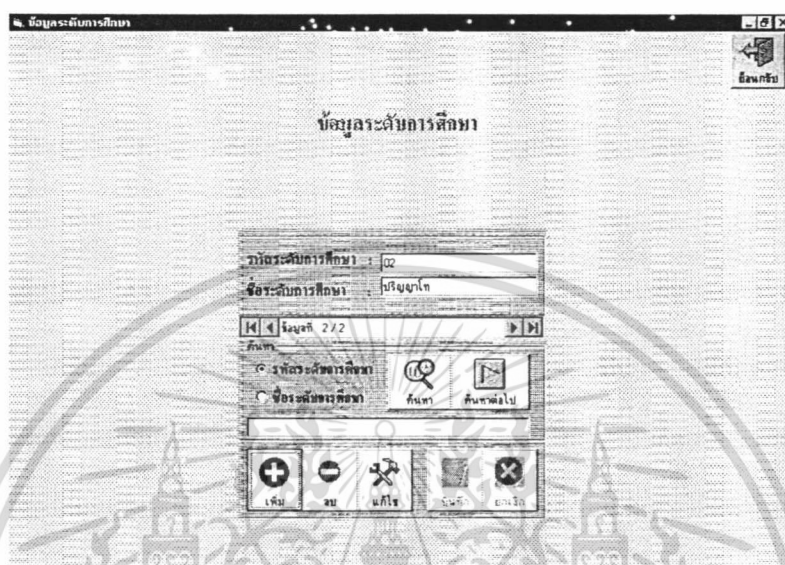 ข้อมูลระดับการศึกษา
ย้อนกลับ
ข้อมูลระดับการศึกษา
รหัสระดับการศึกษา : 02
ชื่อระดับการศึกษา : ปริญญาโท
ข้อมูลที่ 2/2
ค้นหา
รหัสระดับการศึกษา
ชื่อระดับการศึกษา
ค้นหา ค้นหาต่อไป
เพิ่ม ลบ แก้ไข บันทึก ยกเลิก